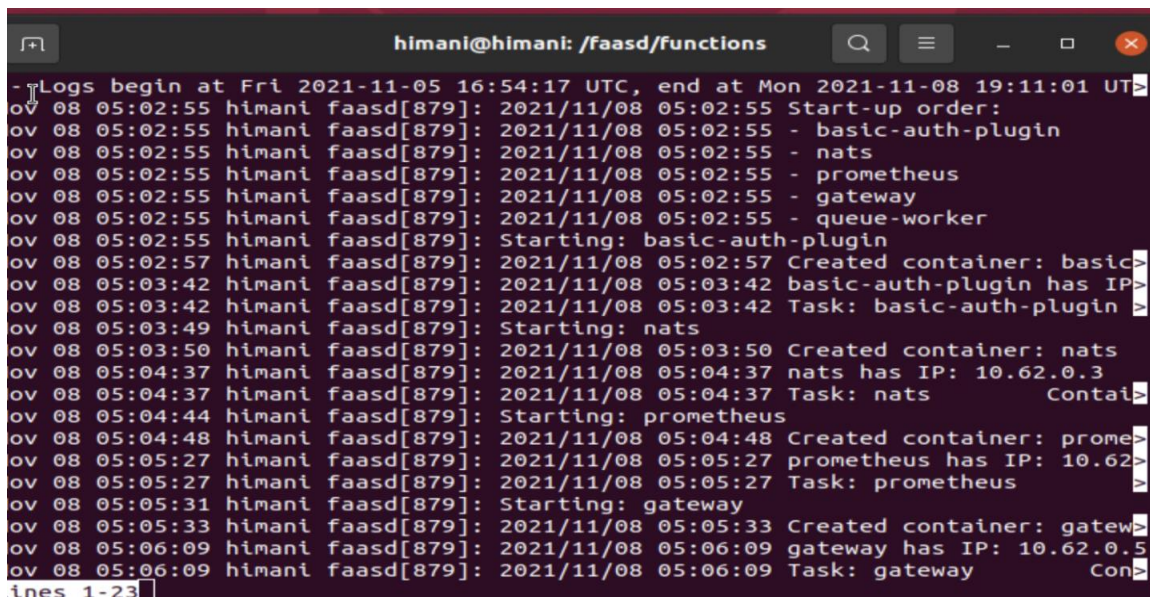 himani@himani: /faasd/functions
-- Logs begin at Fri 2021-11-05 16:54:17 UTC, end at Mon 2021-11-08 19:11:01 UT>
ov 08 05:02:55 himani faasd[879]: 2021/11/08 05:02:55 Start-up order:
ov 08 05:02:55 himani faasd[879]: 2021/11/08 05:02:55 - basic-auth-plugin
ov 08 05:02:55 himani faasd[879]: 2021/11/08 05:02:55 - nats
ov 08 05:02:55 himani faasd[879]: 2021/11/08 05:02:55 - prometheus
ov 08 05:02:55 himani faasd[879]: 2021/11/08 05:02:55 - gateway
ov 08 05:02:55 himani faasd[879]: 2021/11/08 05:02:55 - queue-worker
ov 08 05:02:55 himani faasd[879]: Starting: basic-auth-plugin
ov 08 05:02:57 himani faasd[879]: 2021/11/08 05:02:57 Created container: basic>
ov 08 05:03:42 himani faasd[879]: 2021/11/08 05:03:42 basic-auth-plugin has IP>
ov 08 05:03:42 himani faasd[879]: 2021/11/08 05:03:42 Task: basic-auth-plugin >
ov 08 05:03:49 himani faasd[879]: Starting: nats
ov 08 05:03:50 himani faasd[879]: 2021/11/08 05:03:50 Created container: nats
ov 08 05:04:37 himani faasd[879]: 2021/11/08 05:04:37 nats has IP: 10.62.0.3
ov 08 05:04:37 himani faasd[879]: 2021/11/08 05:04:37 Task: nats Contai>
ov 08 05:04:44 himani faasd[879]: Starting: prometheus
ov 08 05:04:48 himani faasd[879]: 2021/11/08 05:04:48 Created container: prome>
ov 08 05:05:27 himani faasd[879]: 2021/11/08 05:05:27 prometheus has IP: 10.62>
ov 08 05:05:27 himani faasd[879]: 2021/11/08 05:05:27 Task: prometheus >
ov 08 05:05:31 himani faasd[879]: Starting: gateway
ov 08 05:05:33 himani faasd[879]: 2021/11/08 05:05:33 Created container: gatew>
ov 08 05:06:09 himani faasd[879]: 2021/11/08 05:06:09 gateway has IP: 10.62.0.5
ov 08 05:06:09 himani faasd[879]: 2021/11/08 05:06:09 Task: gateway Con>
ines 1-23